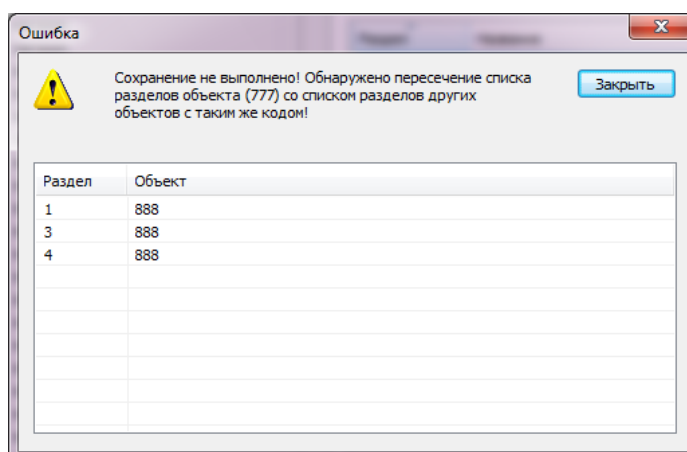 Ошибка
Сохранение не выполнено! Обнаружено пересечение списка
разделов объекта (777) со списком разделов других
объектов с таким же кодом!
Закрыть
Раздел Объект
1 888
3 888
4 888